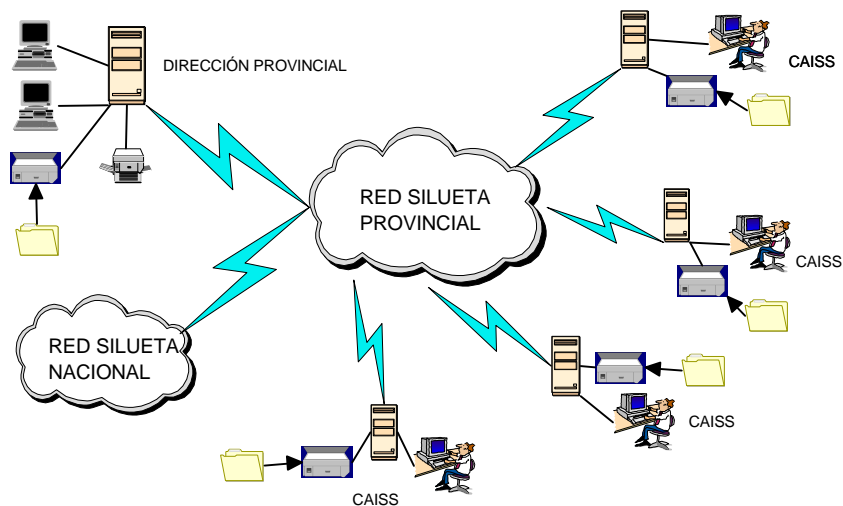 DIRECCIÓN PROVINCIAL
CAISS
RED SILUETA
PROVINCIAL
CAISS
RED SILUETA
NACIONAL
CAISS
CAISS